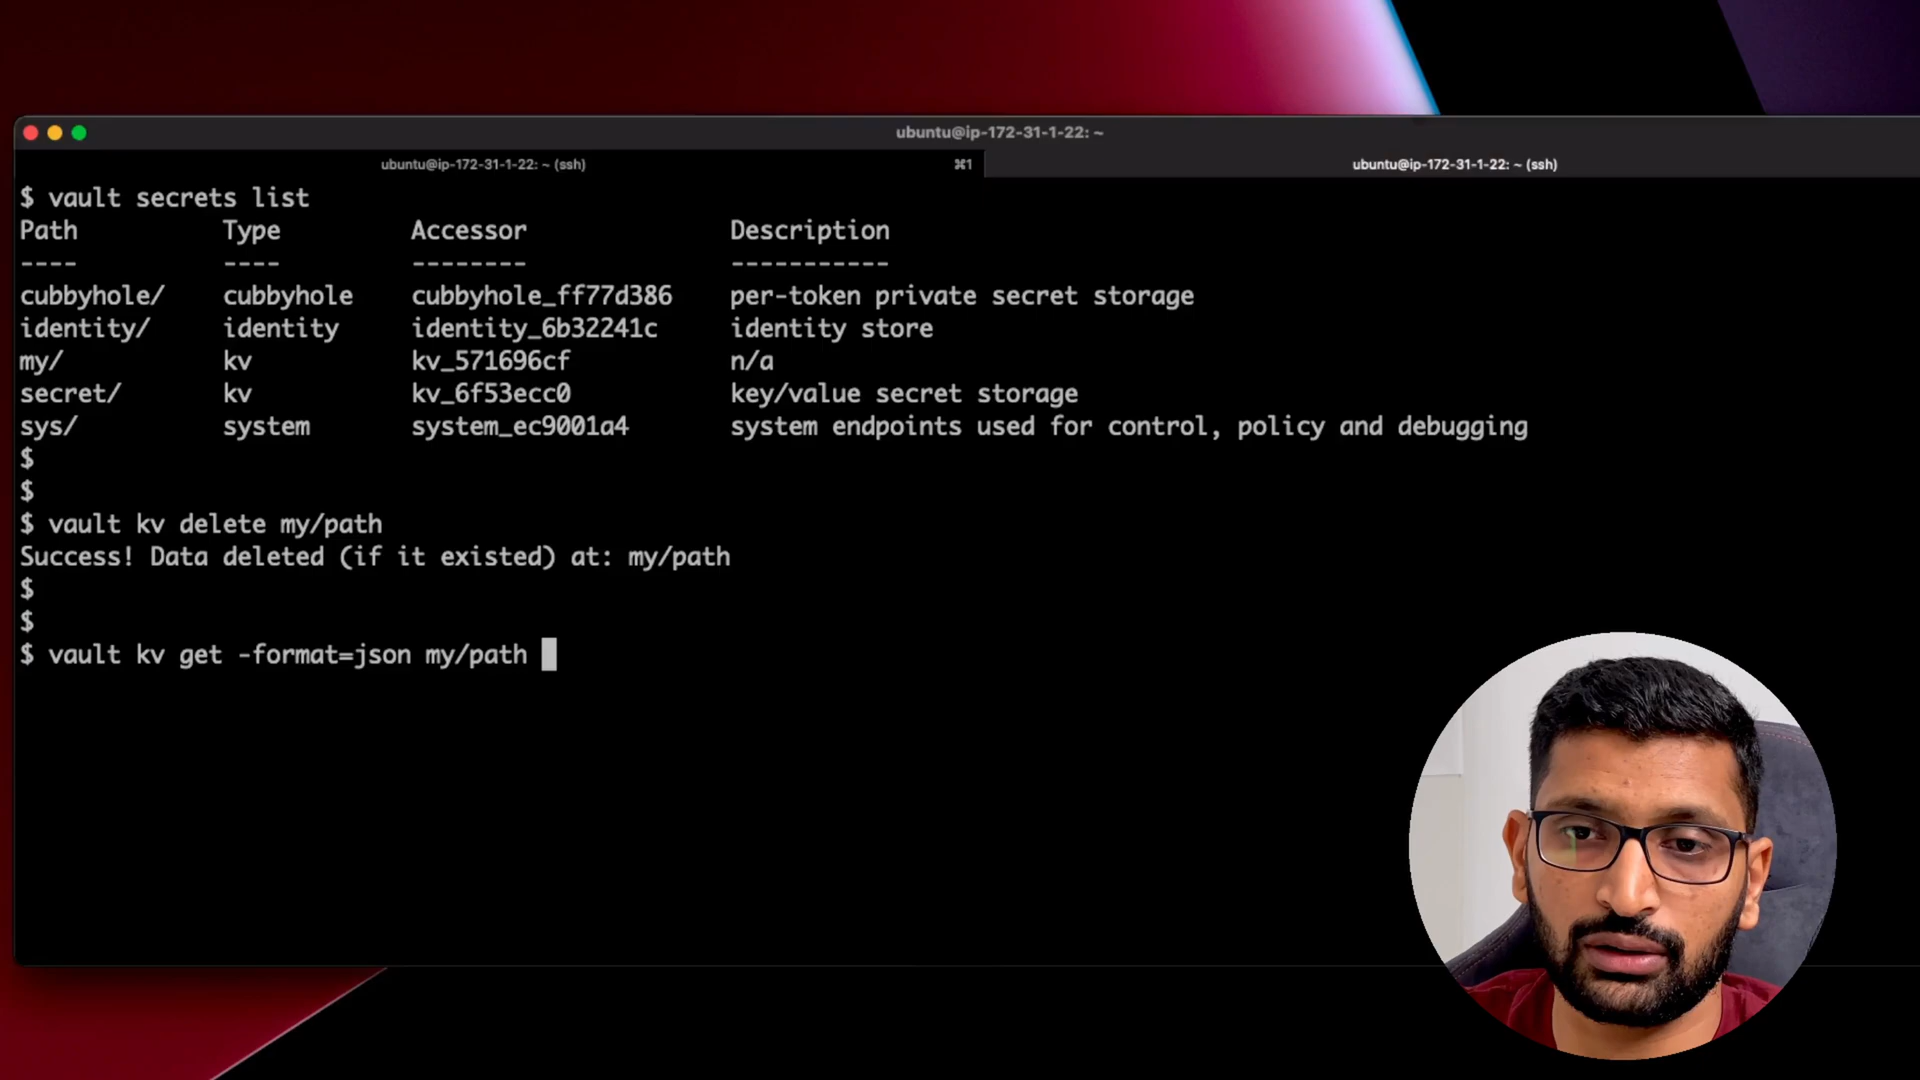 ubuntu@ip-172-31-1-22: ~
ubuntu@ip-172-31-1-22: ~ (ssh) ⌘1 ubuntu@ip-172-31-1-22: ~ (ssh)
$ vault secrets list
Path Type Accessor Description
---- ---- -------- -----------
cubbyhole/ cubbyhole cubbyhole_ff77d386 per-token private secret storage
identity/ identity identity_6b32241c identity store
my/ kv kv_571696cf n/a
secret/ kv kv_6f53ecc0 key/value secret storage
sys/ system system_ec9001a4 system endpoints used for control, policy and debugging
$
$
$ vault kv delete my/path
Success! Data deleted (if it existed) at: my/path
$
$
$ vault kv get -format=json my/path